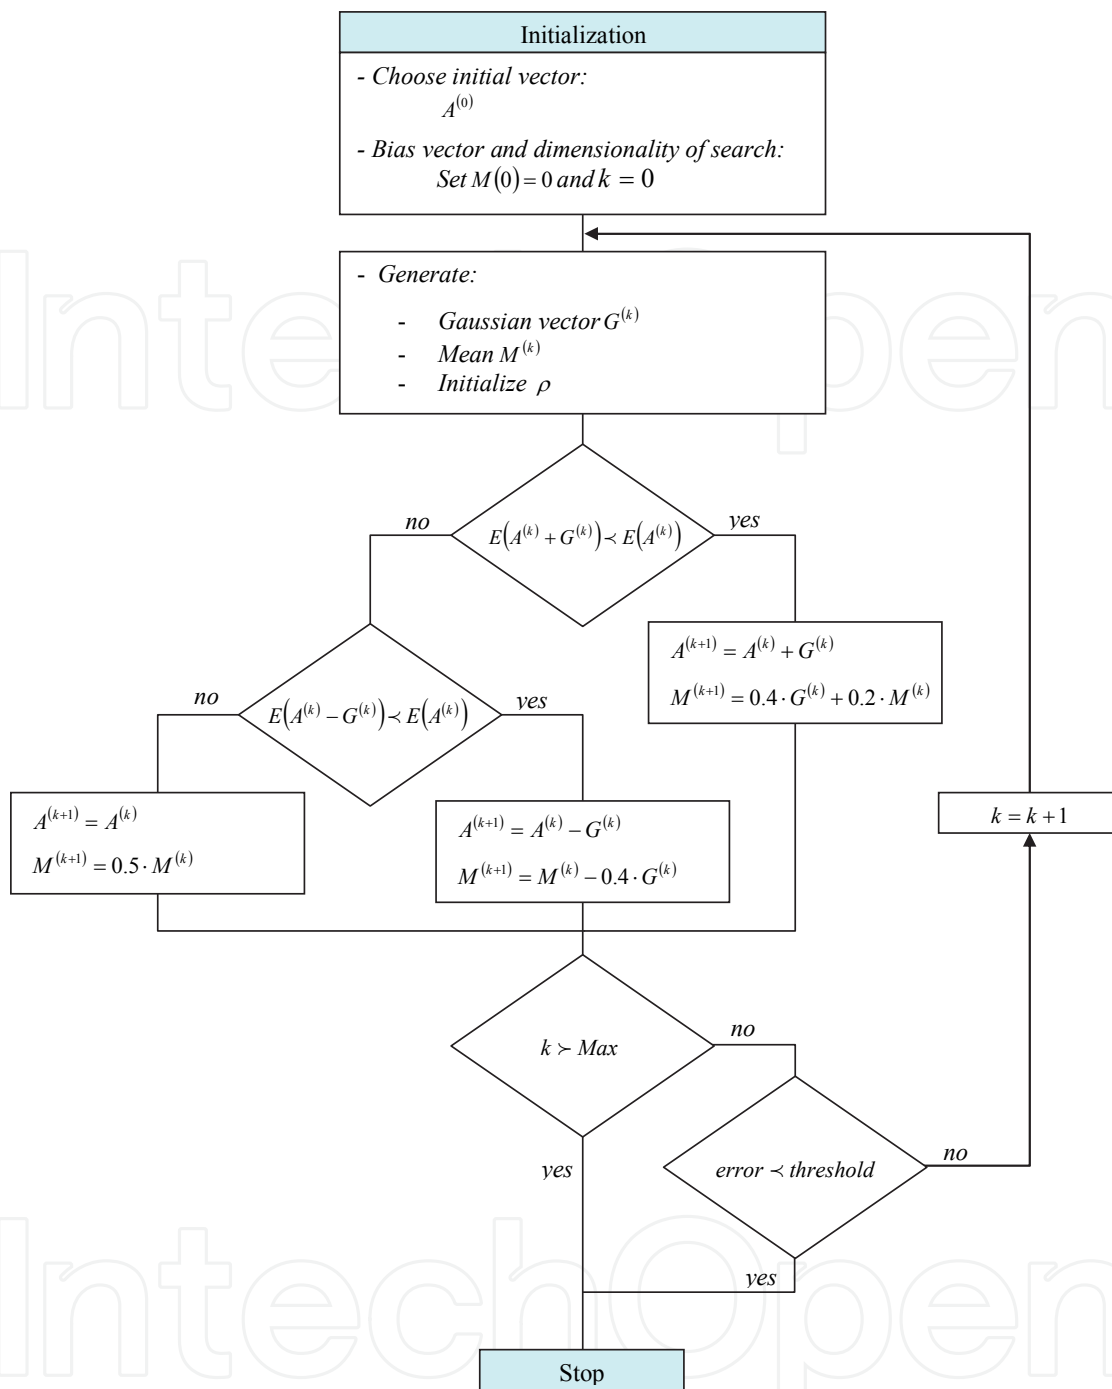 Initialization
- Choose initial vector:
A^(0)
- Bias vector and dimensionality of search:
Set M(0)=0 and k = 0
- Generate:
- Gaussian vector G^(k)
- Mean M^(k)
- Initialize ρ
no
yes
E(A^(k) + G^(k)) ≺ E(A^(k))
A^(k+1) = A^(k) + G^(k)
M^(k+1) = 0.4 · G^(k) + 0.2 · M^(k)
no
yes
E(A^(k) − G^(k)) ≺ E(A^(k))
A^(k+1) = A^(k)
M^(k+1) = 0.5 · M^(k)
A^(k+1) = A^(k) − G^(k)
M^(k+1) = M^(k) − 0.4 · G^(k)
k = k + 1
k ≻ Max
no
yes
error ≺ threshold
no
yes
Stop
IntechOpen
IntechOpen